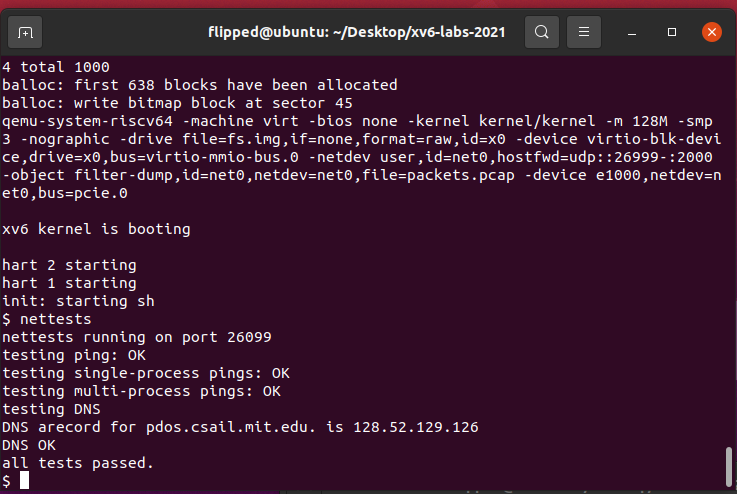 flipped@ubuntu: ~/Desktop/xv6-labs-2021
4 total 1000
balloc: first 638 blocks have been allocated
balloc: write bitmap block at sector 45
qemu-system-riscv64 -machine virt -bios none -kernel kernel/kernel -m 128M -smp
3 -nographic -drive file=fs.img,if=none,format=raw,id=x0 -device virtio-blk-devi
ce,drive=x0,bus=virtio-mmio-bus.0 -netdev user,id=net0,hostfwd=udp::26999-:2000
-object filter-dump,id=net0,netdev=net0,file=packets.pcap -device e1000,netdev=n
et0,bus=pcie.0
xv6 kernel is booting
hart 2 starting
hart 1 starting
init: starting sh
$ nettests
nettests running on port 26099
testing ping: OK
testing single-process pings: OK
testing multi-process pings: OK
testing DNS
DNS arecord for pdos.csail.mit.edu. is 128.52.129.126
DNS OK
all tests passed.
$